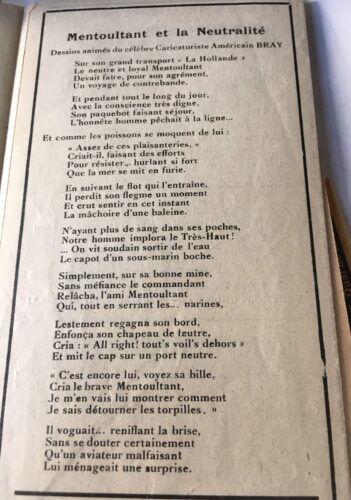 Mentoultant et la Neutralité
Dessins animés du célèbre Caricaturiste Américain BRAY
Sur son grand transport « La Hollande »
Le neutre et loyal Mentoultant
Devait faire, pour son agrément,
Un voyage de contrebande.
Et pendant tout le long du jour,
Avec la conscience très digne,
Son paquebot faisant séjour,
L'honnête homme pêchait à la ligne...
Et comme les poissons se moquent de lui :
« Assez de ces plaisanteries, »
Criait-il, faisant des efforts
Pour résister... hurlant si fort
Que la mer se mit en furie.
En suivant le flot qui l'entraîne,
Il perdit son flegme un moment
Et crut sentir en cet instant
La mâchoire d'une baleine.
N'ayant plus de sang dans ses poches,
Notre homme implora le Très-Haut !
... On vit soudain sortir de l'eau
Le capot d'un sous-marin boche.
Simplement, sur sa bonne mine,
Sans méfiance le commandant
Relâcha, l'ami Mentoultant
Qui, tout en serrant les... narines,
Lestement regagna son bord,
Enfonça son chapeau de feutre,
Cria : « All right! tout's voil's dehors »
Et mit le cap sur un port neutre.
« C'est encore lui, voyez sa bille,
Cria le brave Mentoultant,
Je m'en vais lui montrer comment
Je sais détourner les torpilles. »
Il voguait... reniflant la brise,
Sans se douter certainement
Qu'un aviateur malfaisant
Lui ménageait une surprise.